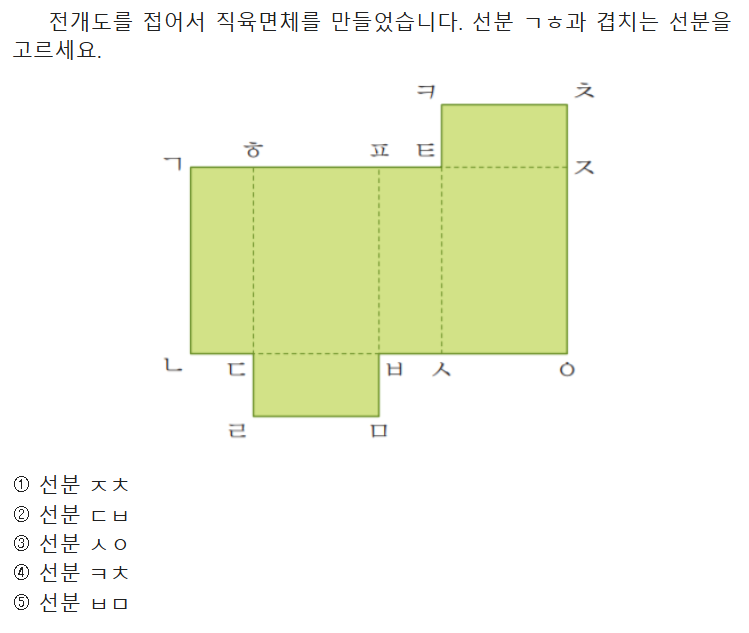 전개도를 접어서 직육면체를 만들었습니다. 선분 ㄱㅎ과 겹치는 선분을
고르세요.
ㅋ ㅊ
ㄱ ㅎ ㅍ ㅌ ㅈ
ㄴ ㄷ ㅂ ㅅ ㅇ
ㄹ ㅁ
① 선분 ㅈㅊ
② 선분 ㄷㅂ
③ 선분 ㅅㅇ
④ 선분 ㅋㅊ
⑤ 선분 ㅂㅁ